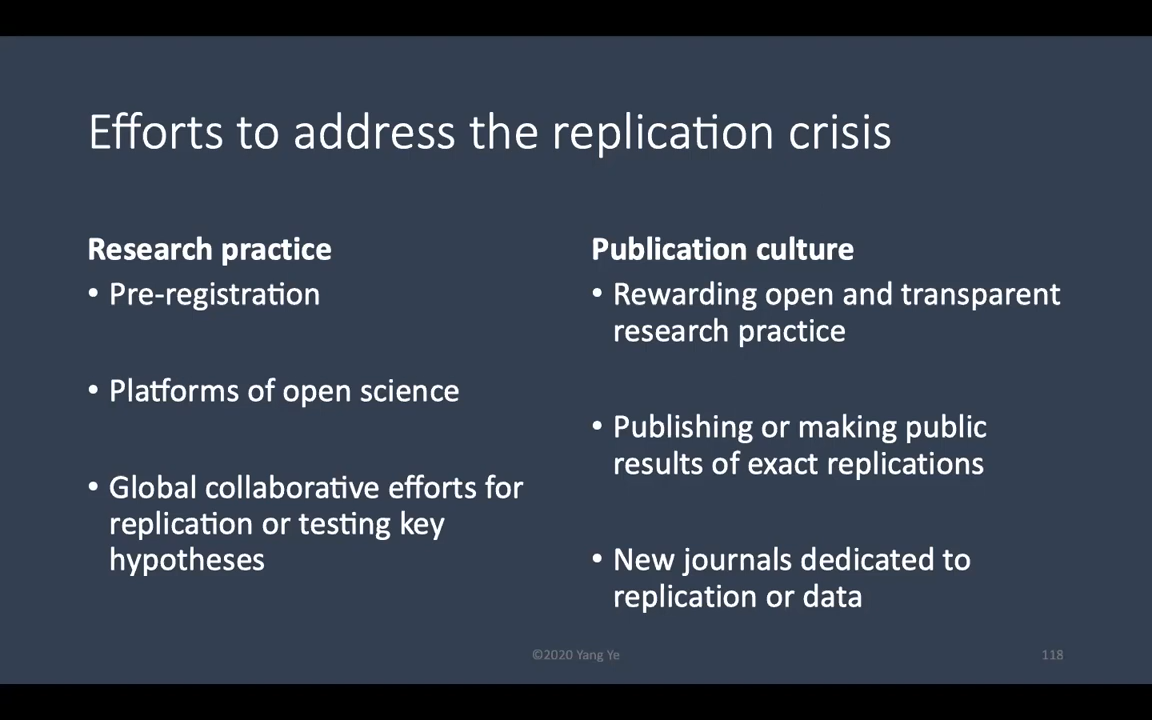 Efforts to address the replication crisis
Research practice
• Pre-registration
• Platforms of open science
• Global collaborative efforts for
replication or testing key
hypotheses
Publication culture
• Rewarding open and transparent
research practice
• Publishing or making public
results of exact replications
• New journals dedicated to
replication or data
©2020 Yang Ye
118